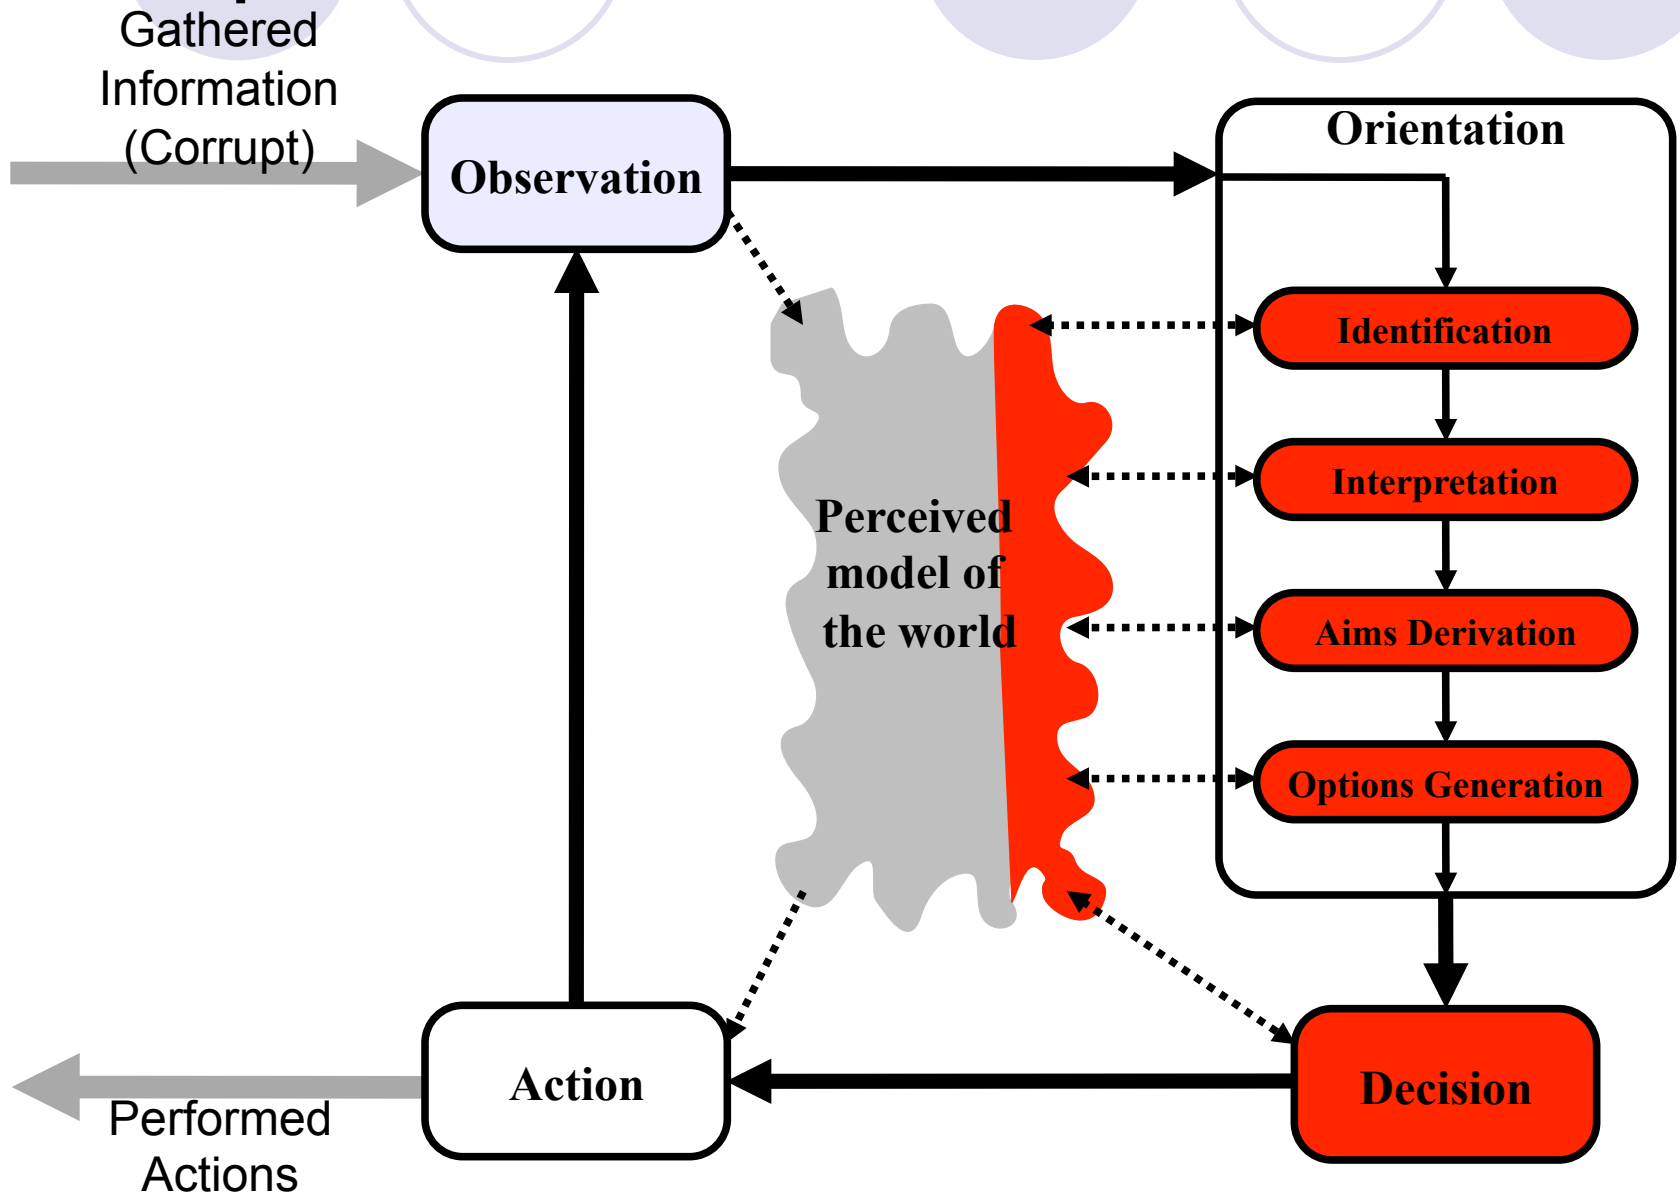 Gathered
Information
(Corrupt)
Observation
Orientation
Identification
Interpretation
Aims Derivation
Options Generation
Perceived
model of
the world
Action
Decision
Performed
Actions